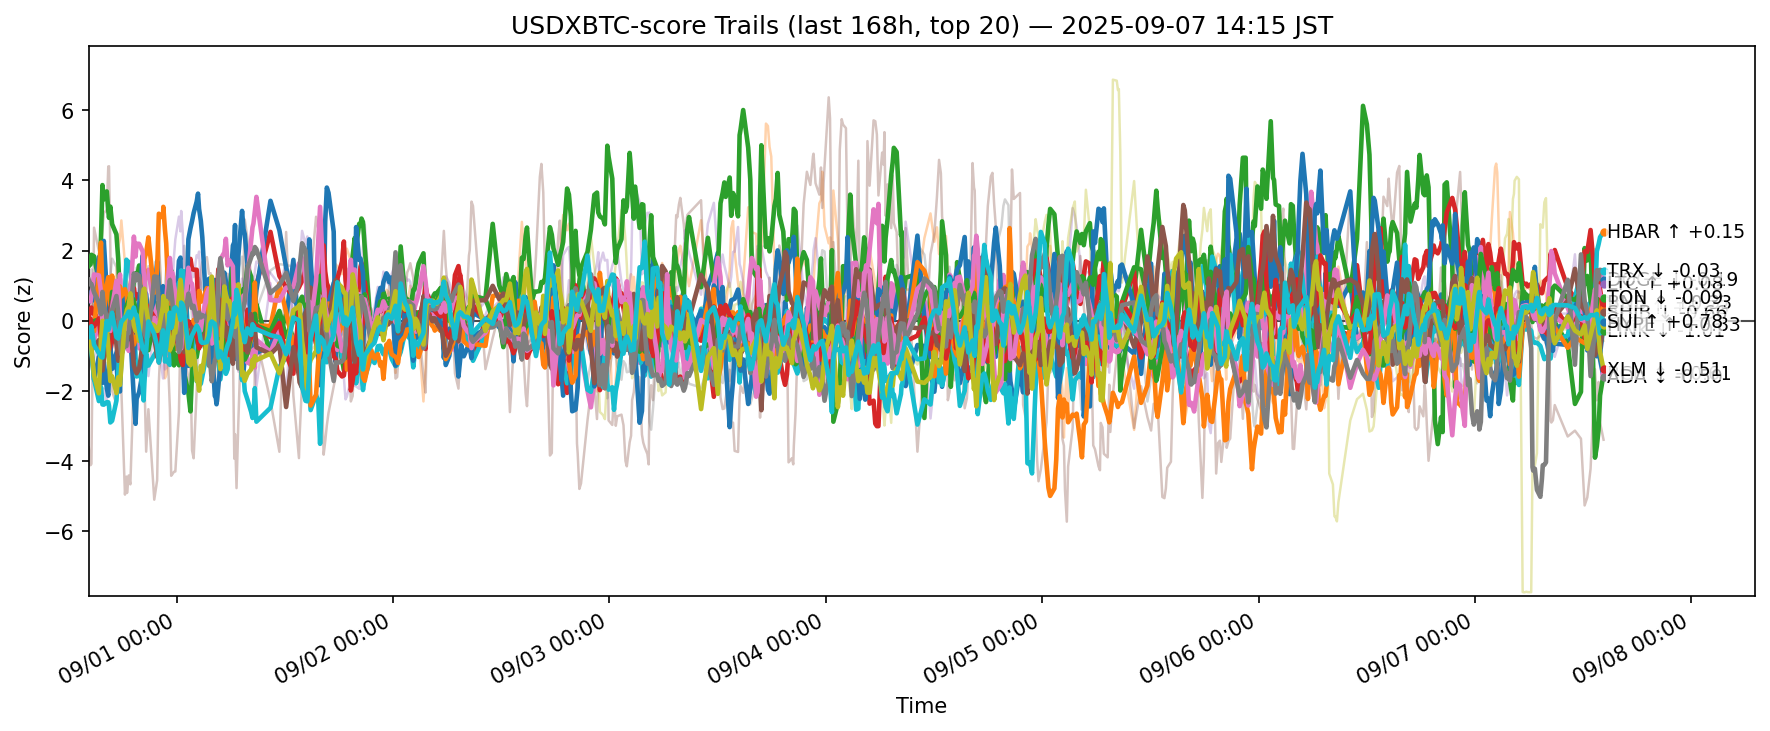 USDXBTC-score Trails (last 168h, top 20) — 2025-09-07 14:15 JST
Score (z)
6
4
2
0
−2
−4
−6
HBAR ↑ +0.15
TRX ↓ -0.03
TON ↓ -0.09
SUI ↑ +0.78
LINK ↓ -1.01
XLM ↓ -0.51
09/01 00:00
09/02 00:00
09/03 00:00
09/04 00:00
09/05 00:00
09/06 00:00
09/07 00:00
09/08 00:00
Time